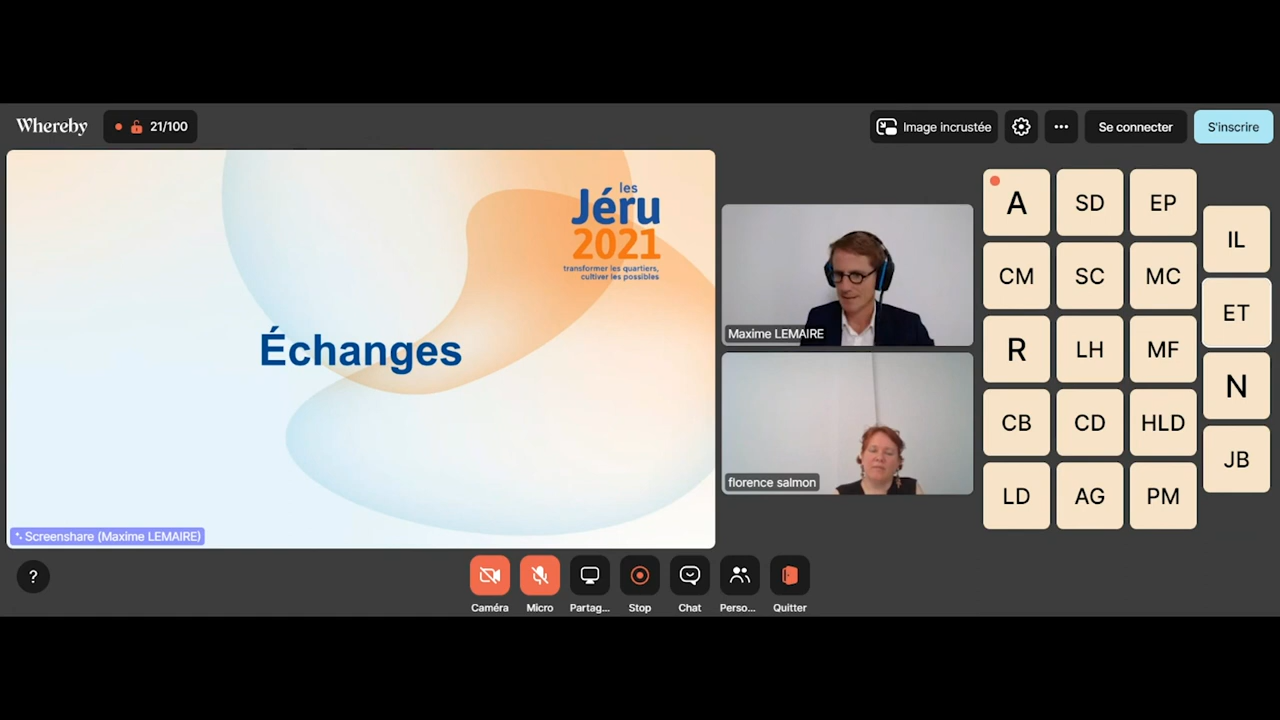 Whereby
21/100
Image incrustée
...
Se connecter
S'inscrire
les
Jéru
2021
transformer les quartiers,
cultiver les possibles
Échanges
Screenshare (Maxime LEMAIRE)
Maxime LEMAIRE
florence salmon
A
SD
EP
IL
CM
SC
MC
ET
R
LH
MF
N
CB
CD
HLD
JB
LD
AG
PM
?
Caméra
Micro
Partag...
Stop
Chat
Perso...
Quitter